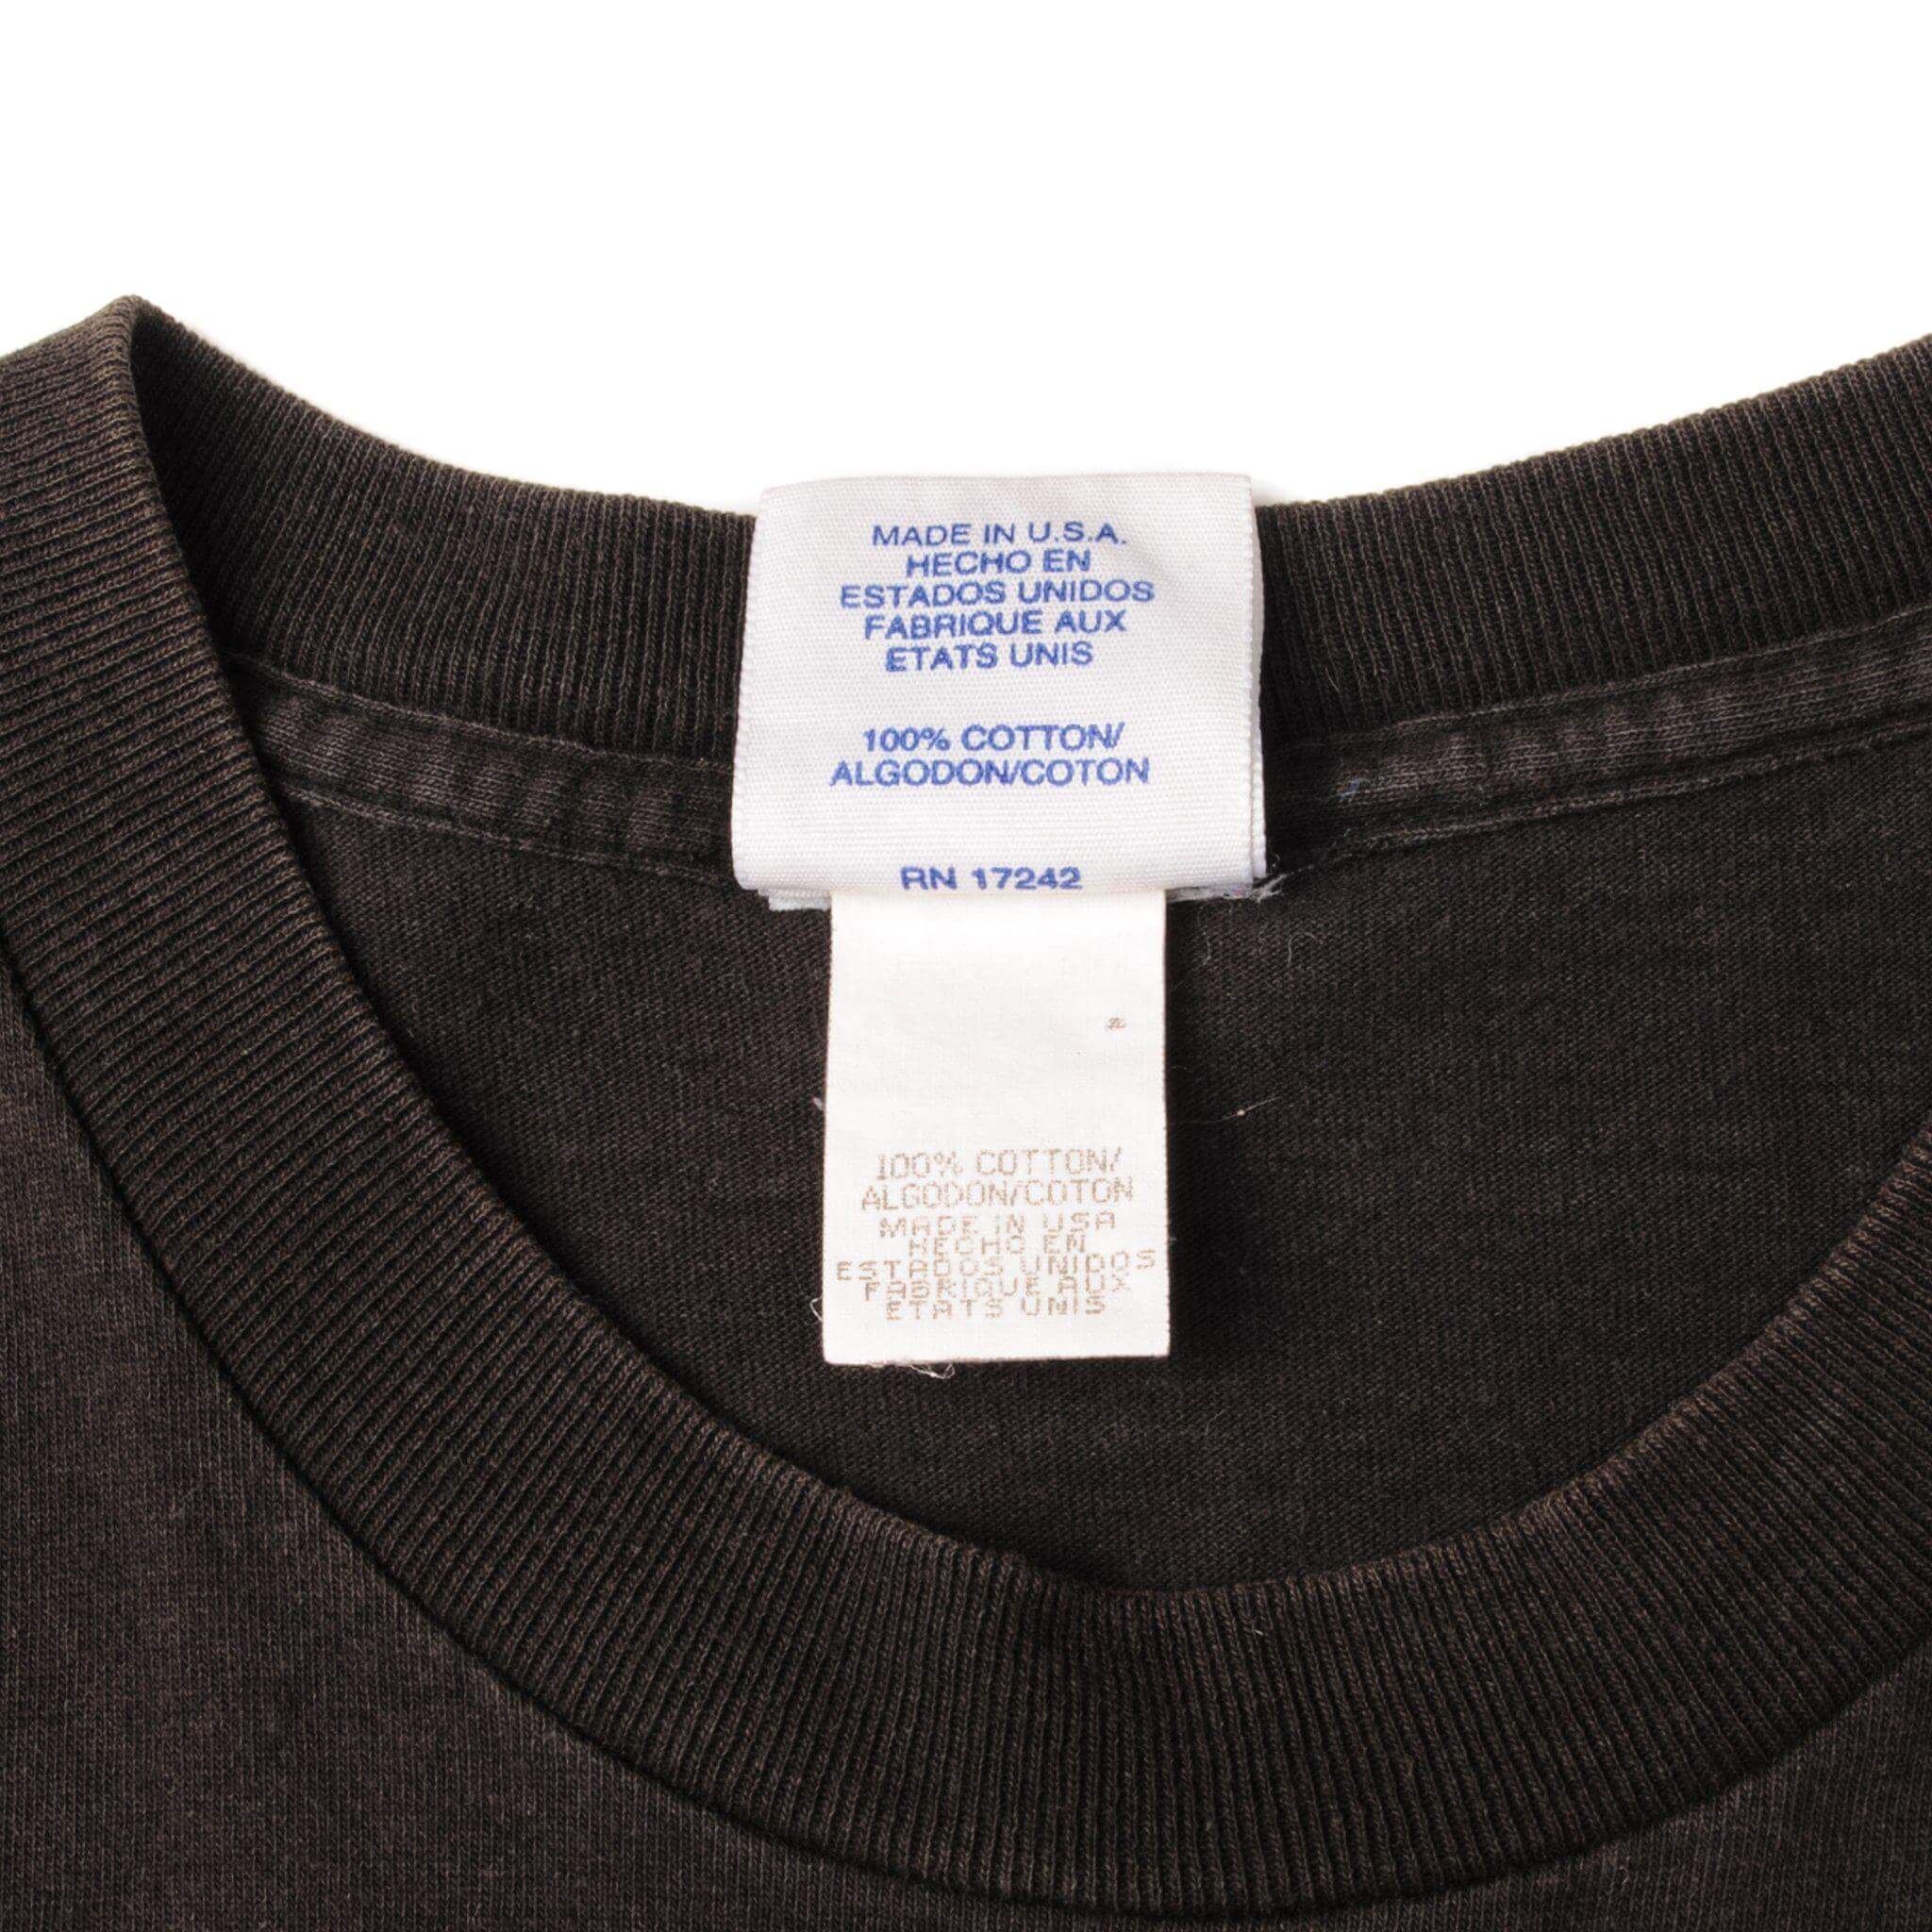 MADE IN U.S.A.
HECHO EN
ESTADOS UNIDOS
FABRIQUE AUX
ETATS UNIS
100% COTTON/
ALGODON/COTON
RN 17242
100% COTTON/
ALGODON/COTON
MADE IN USA
HECHO EN
ESTADOS UNIDOS
FABRIQUE AUX
ETATS UNIS